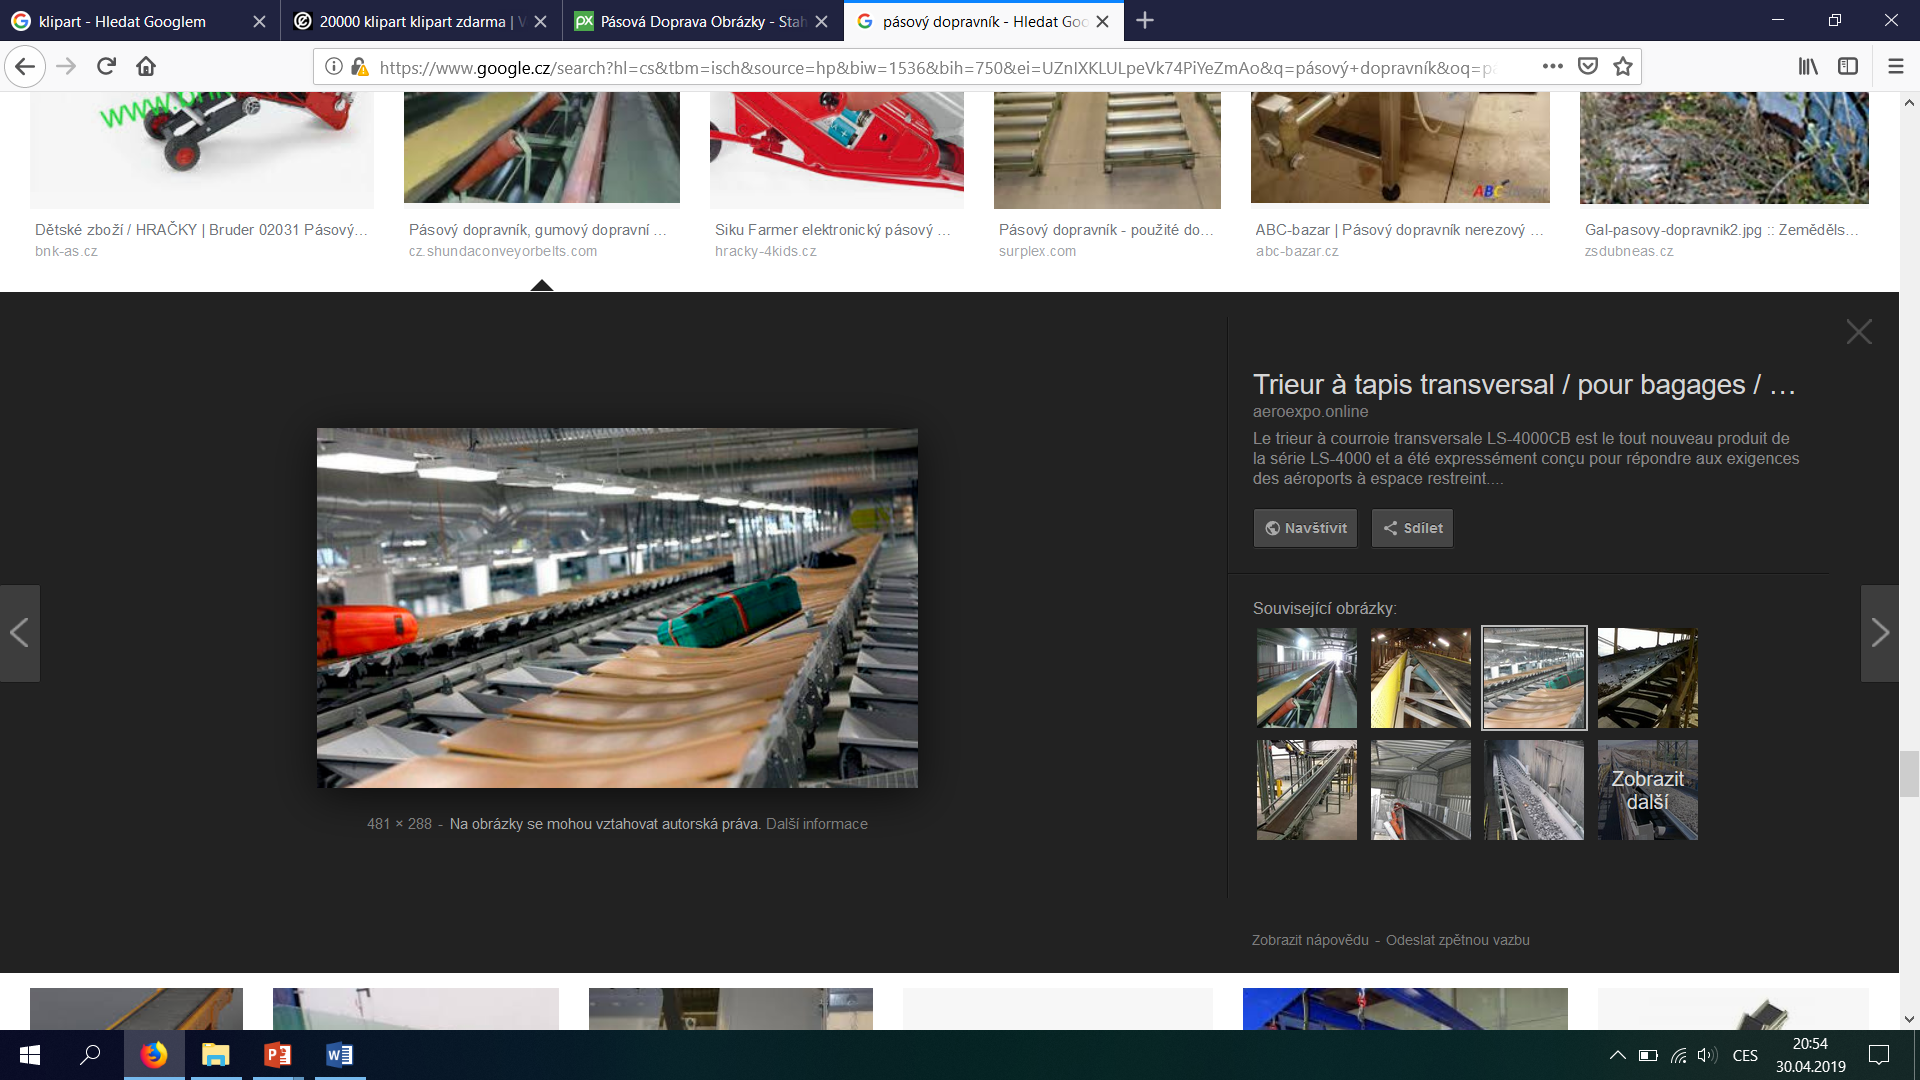 klipart - Hledat Googlem
20000 klipart klipart zdarma | V
Pásová Doprava Obrázky - Stah
pásový dopravník - Hledat Goo
https://www.google.cz/search?hl=cs&tbm=isch&source=hp&biw=1536&bih=750&ei=UZnIXKLULpeVk74PiYeZmAo&q=pásový+dopravník&oq=pá
Dětské zboží / HRAČKY | Bruder 02031 Pásový...
bnk-as.cz
Pásový dopravník, gumový dopravní ...
cz.shundaconveyorbelts.com
Siku Farmer elektronický pásový ...
hracky-4kids.cz
Pásový dopravník - použité do...
surplex.com
ABC-bazar | Pásový dopravník nerezový ...
abc-bazar.cz
Gal-pasovy-dopravnik2.jpg :: Zeměděls...
zsdubneas.cz
Trieur à tapis transversal / pour bagages / ...
aeroexpo.online
Le trieur à courroie transversale LS-4000CB est le tout nouveau produit de
la série LS-4000 et a été expressément conçu pour répondre aux exigences
des aéroports à espace restreint....
Navštívit
Sdílet
Související obrázky:
Zobrazit
další
481 × 288 - Na obrázky se mohou vztahovat autorská práva. Další informace
Zobrazit nápovědu - Odeslat zpětnou vazbu
CES
20:54
30.04.2019